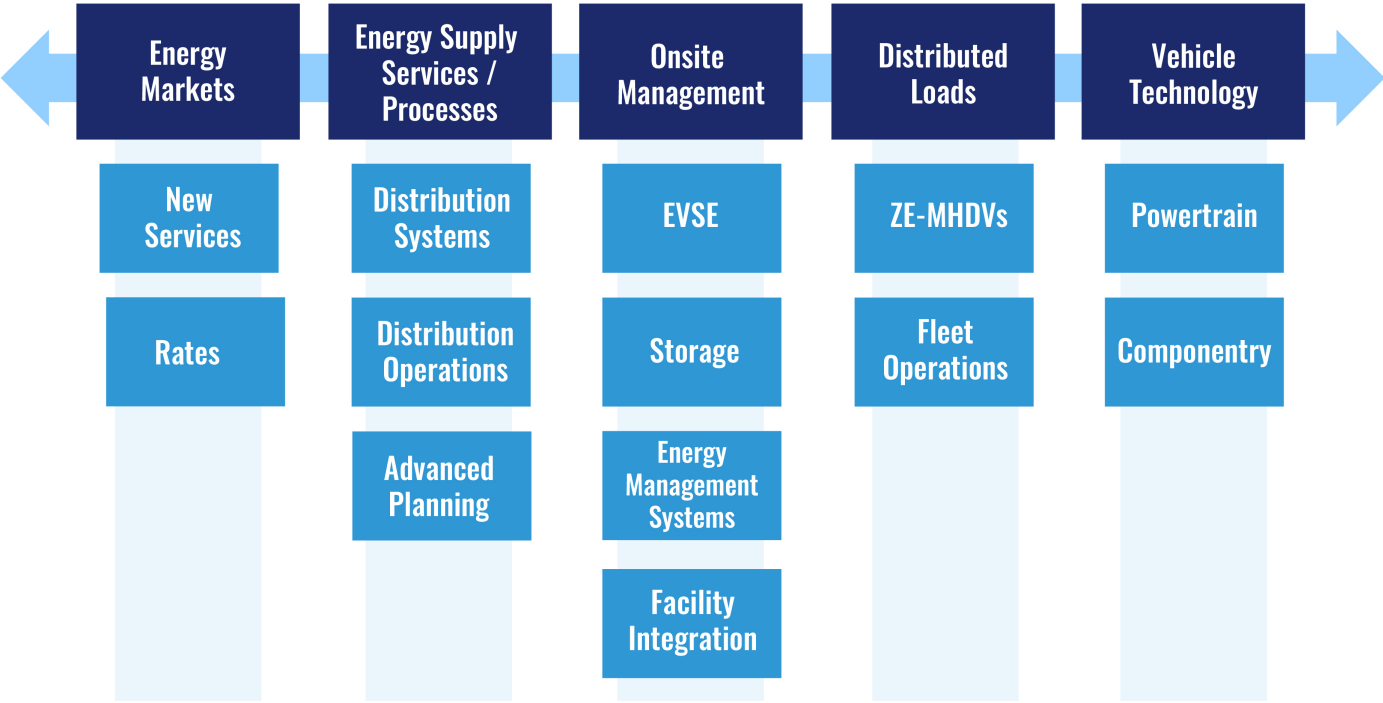 Energy
Markets
Energy Supply
Services /
Processes
Onsite
Management
Distributed
Loads
Vehicle
Technology
New
Services
Rates
Distribution
Systems
Distribution
Operations
Advanced
Planning
EVSE
Storage
Energy
Management
Systems
Facility
Integration
ZE-MHDVs
Fleet
Operations
Powertrain
Componentry